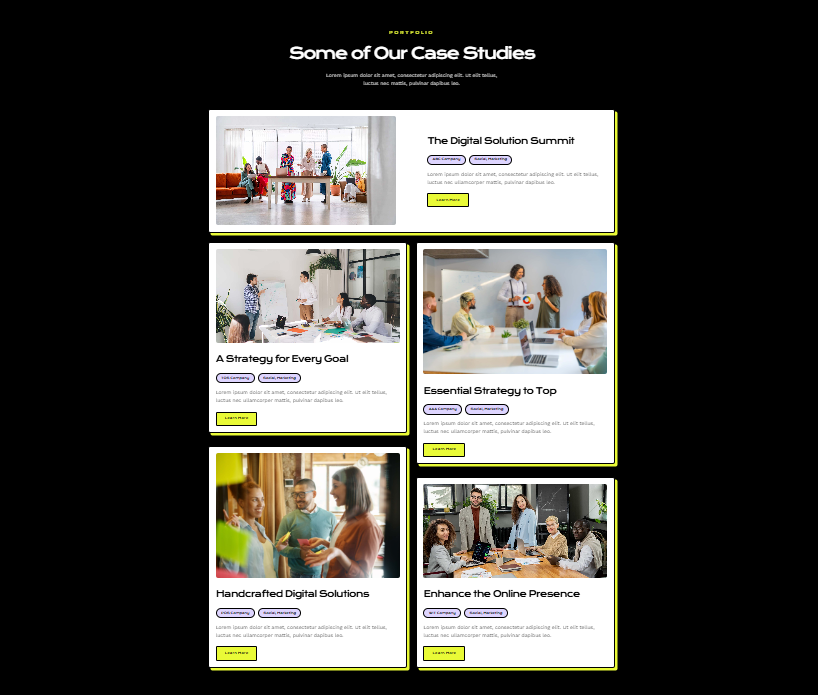 PORTFOLIO
Some of Our Case Studies
Lorem ipsum dolor sit amet, consectetur adipiscing elit. Ut elit tellus,
luctus nec ullamcorper mattis, pulvinar dapibus leo.
The Digital Solution Summit
ABC Company
Social, Marketing
Lorem ipsum dolor sit amet, consectetur adipiscing elit. Ut elit tellus,
luctus nec ullamcorper mattis, pulvinar dapibus leo.
Learn More
A Strategy for Every Goal
Company
Social, Marketing
Lorem ipsum dolor sit amet, consectetur adipiscing elit. Ut elit tellus,
luctus nec ullamcorper mattis, pulvinar dapibus leo.
Learn More
Essential Strategy to Top
AAA Company
Social, Marketing
Lorem ipsum dolor sit amet, consectetur adipiscing elit. Ut elit tellus,
luctus nec ullamcorper mattis, pulvinar dapibus leo.
Learn More
Handcrafted Digital Solutions
Company
Social, Marketing
Lorem ipsum dolor sit amet, consectetur adipiscing elit. Ut elit tellus,
luctus nec ullamcorper mattis, pulvinar dapibus leo.
Learn More
Enhance the Online Presence
Company
Social, Marketing
Lorem ipsum dolor sit amet, consectetur adipiscing elit. Ut elit tellus,
luctus nec ullamcorper mattis, pulvinar dapibus leo.
Learn More